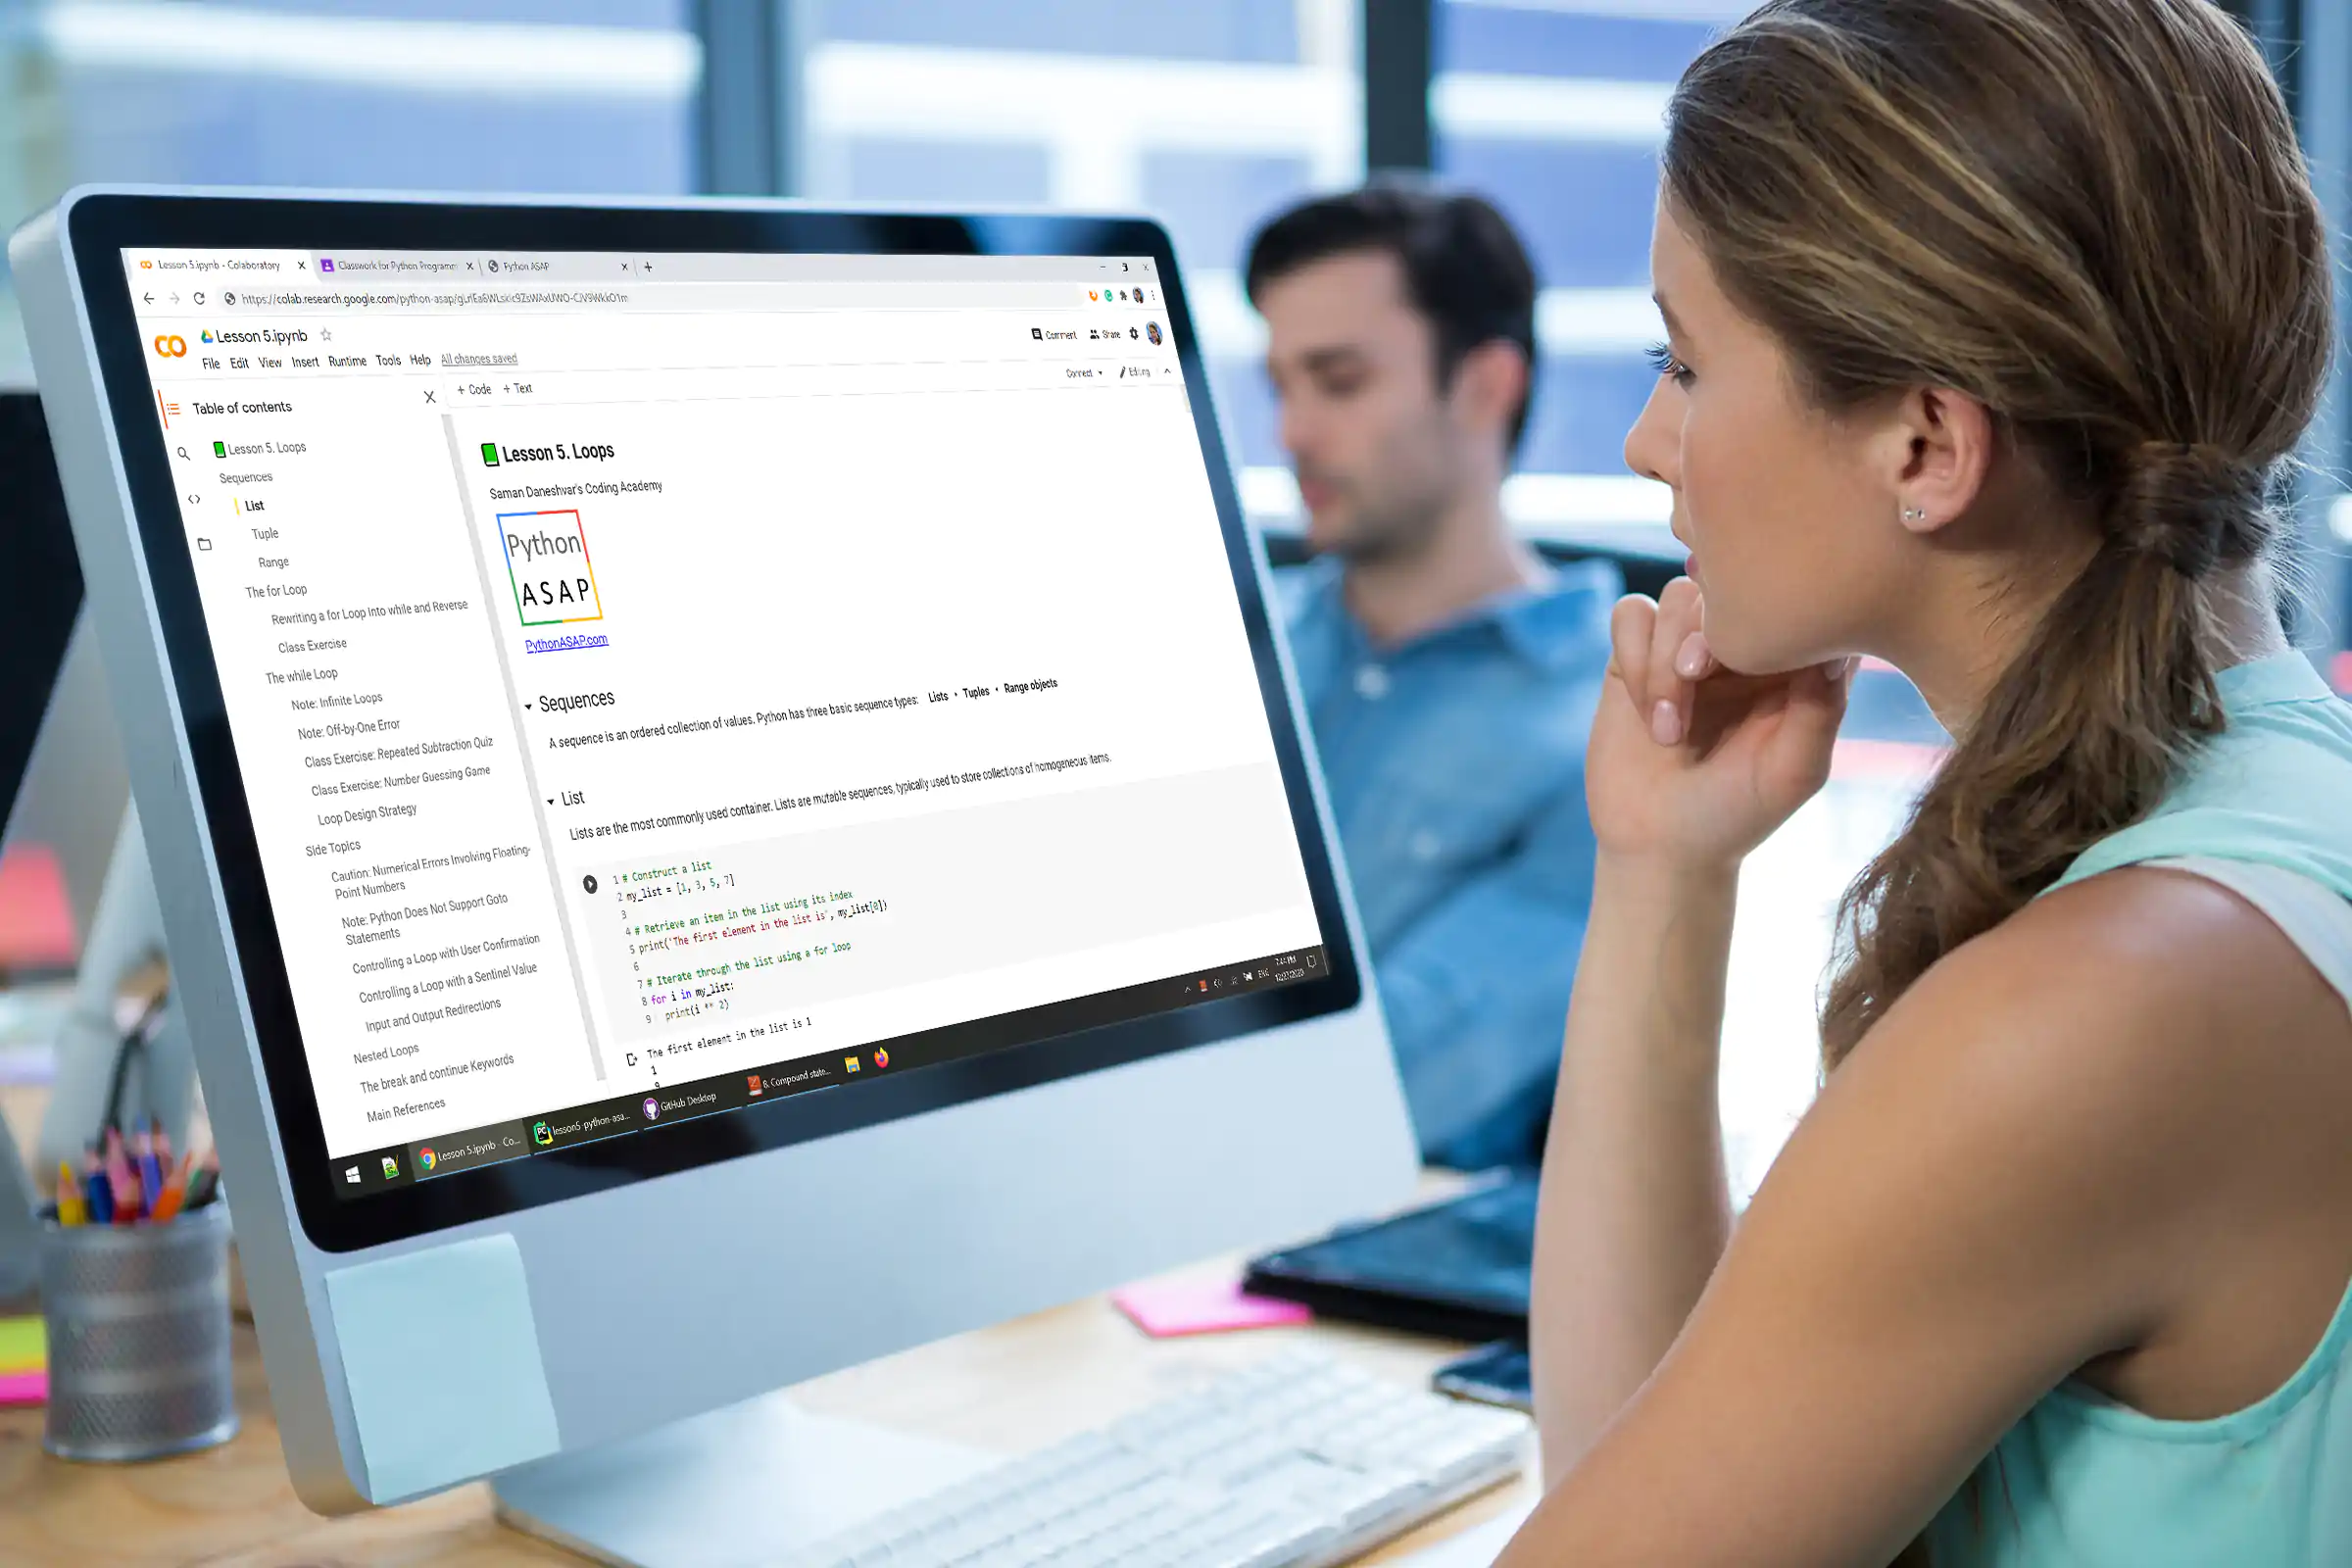 Lesson 5.ipynb - Colaboratory
Classwork for Python Programm
Python ASAP
https://colab.research.google.com/python-asap/
Lesson 5.ipynb
Comment
Share
File Edit View Insert Runtime Tools Help All changes saved
+ Code + Text
Connect
Editing
Table of contents
Lesson 5. Loops
Sequences
List
Tuple
Range
The for Loop
Rewriting a for Loop Into while and Reverse
Class Exercise
The while Loop
Note: Infinite Loops
Note: Off-by-One Error
Class Exercise: Repeated Subtraction Quiz
Class Exercise: Number Guessing Game
Loop Design Strategy
Side Topics
Caution: Numerical Errors Involving Floating-
Point Numbers
Note: Python Does Not Support Goto
Statements
Controlling a Loop with User Confirmation
Controlling a Loop with a Sentinel Value
Input and Output Redirections
Nested Loops
The break and continue Keywords
Main References
Lesson 5. Loops
Saman Daneshvar's Coding Academy
Python
ASAP
PythonASAP.com
Sequences
A sequence is an ordered collection of values. Python has three basic sequence types: Lists • Tuples • Range objects
List
Lists are the most commonly used container. Lists are mutable sequences, typically used to store collections of homogeneous items.
1 # Construct a list
2 my_list = [1, 3, 5, 7]
3
4 # Retrieve an item in the list using its index
5 print('The first element in the list is', my_list[0])
6
7 # Iterate through the list using a for loop
8 for i in my_list:
9 print(i ** 2)
The first element in the list is 1
1
9
Lesson 5.ipynb - Co...
PC
lesson5-python-asa...
GitHub Desktop
8. Compound state...
ENG
7:44 PM
12/27/2020